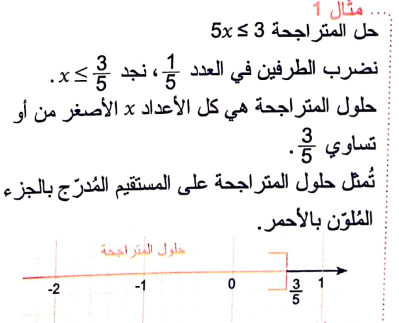 مثال 1
حل المتراجحة 5x ≤ 3
نضرب الطرفين في العدد 1/5، نجد x ≤ 3/5.
حلول المتراجحة هي كل الأعداد x الأصغر من أو
تساوي 3/5.
تُمثل حلول المتراجحة على المستقيم المُدرّج بالجزء
المُلوّن بالأحمر.
حلول المتراجحة
-2 -1 0 3/5 1